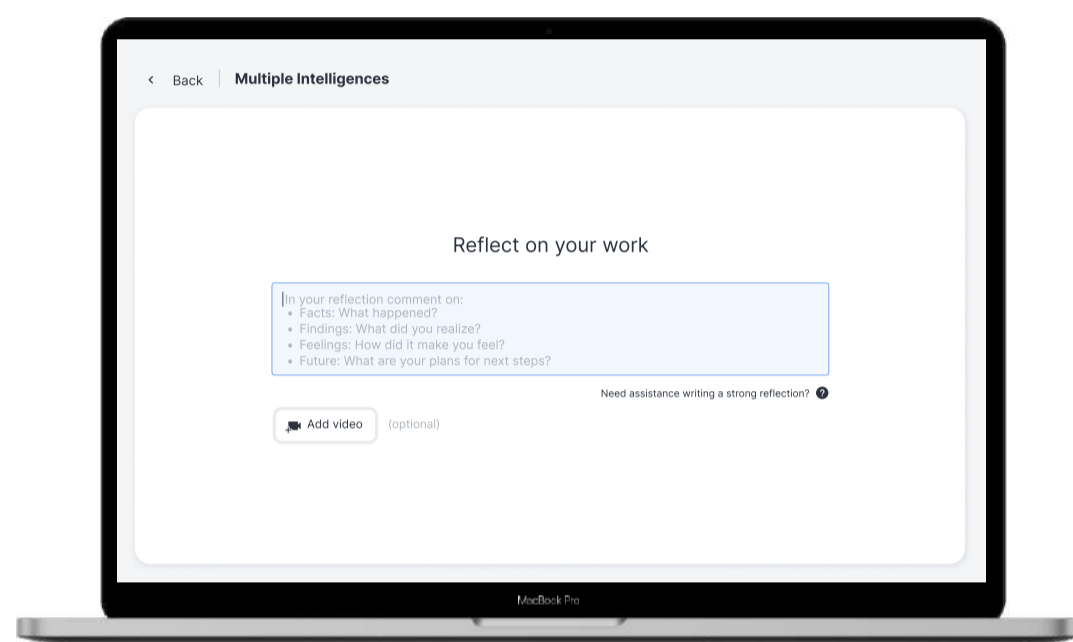 Back
Multiple Intelligences
Reflect on your work
In your reflection comment on:
• Facts: What happened?
• Findings: What did you realize?
• Feelings: How did it make you feel?
• Future: What are your plans for next steps?
Need assistance writing a strong reflection? ?
Add video (optional)
MacBook Pro